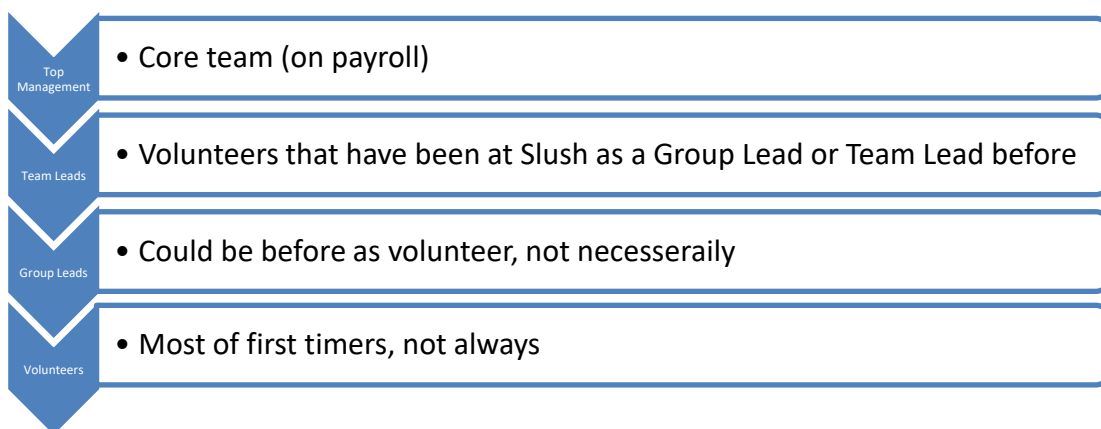 Top
Management
• Core team (on payroll)
Team Leads
• Volunteers that have been at Slush as a Group Lead or Team Lead before
Group Leads
• Could be before as volunteer, not necesseraily
Volunteers
• Most of first timers, not always